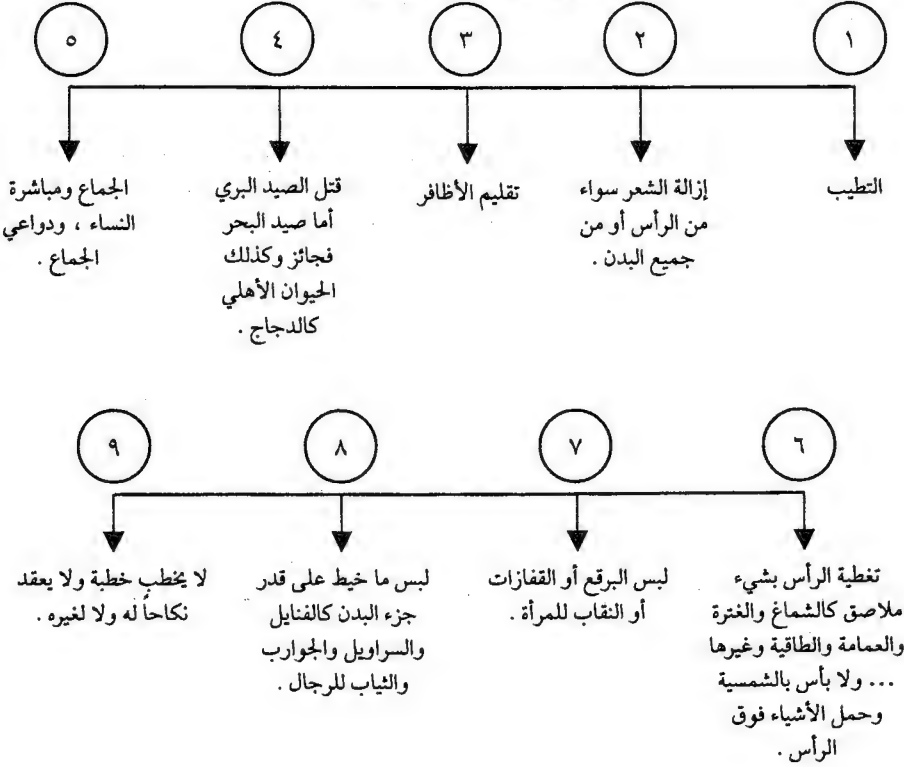 ١
التطيب
٢
إزالة الشعر سواء
من الرأس أو من
جميع البدن .
٣
تقليم الأظافر
٤
قتل الصيد البري
أما صيد البحر
فجائز وكذلك
الحيوان الأهلي
كالدجاج .
٥
الجماع ومباشرة
النساء ، ودواعي
الجماع .
٦
تغطية الرأس بشيء
ملاصق كالشماغ والغترة
والعمامة والطاقية وغيرها
... ولا بأس بالشمسية
وحمل الأشياء فوق
الرأس .
٧
لبس البرقع أو القفازات
أو النقاب للمرأة .
٨
لبس ما خيط على قدر
جزء البدن كالفنايل
والسراويل والجوارب
والثياب للرجال .
٩
لا يخطب خطبة ولا يعقد
نكاحاً له ولا لغيره .